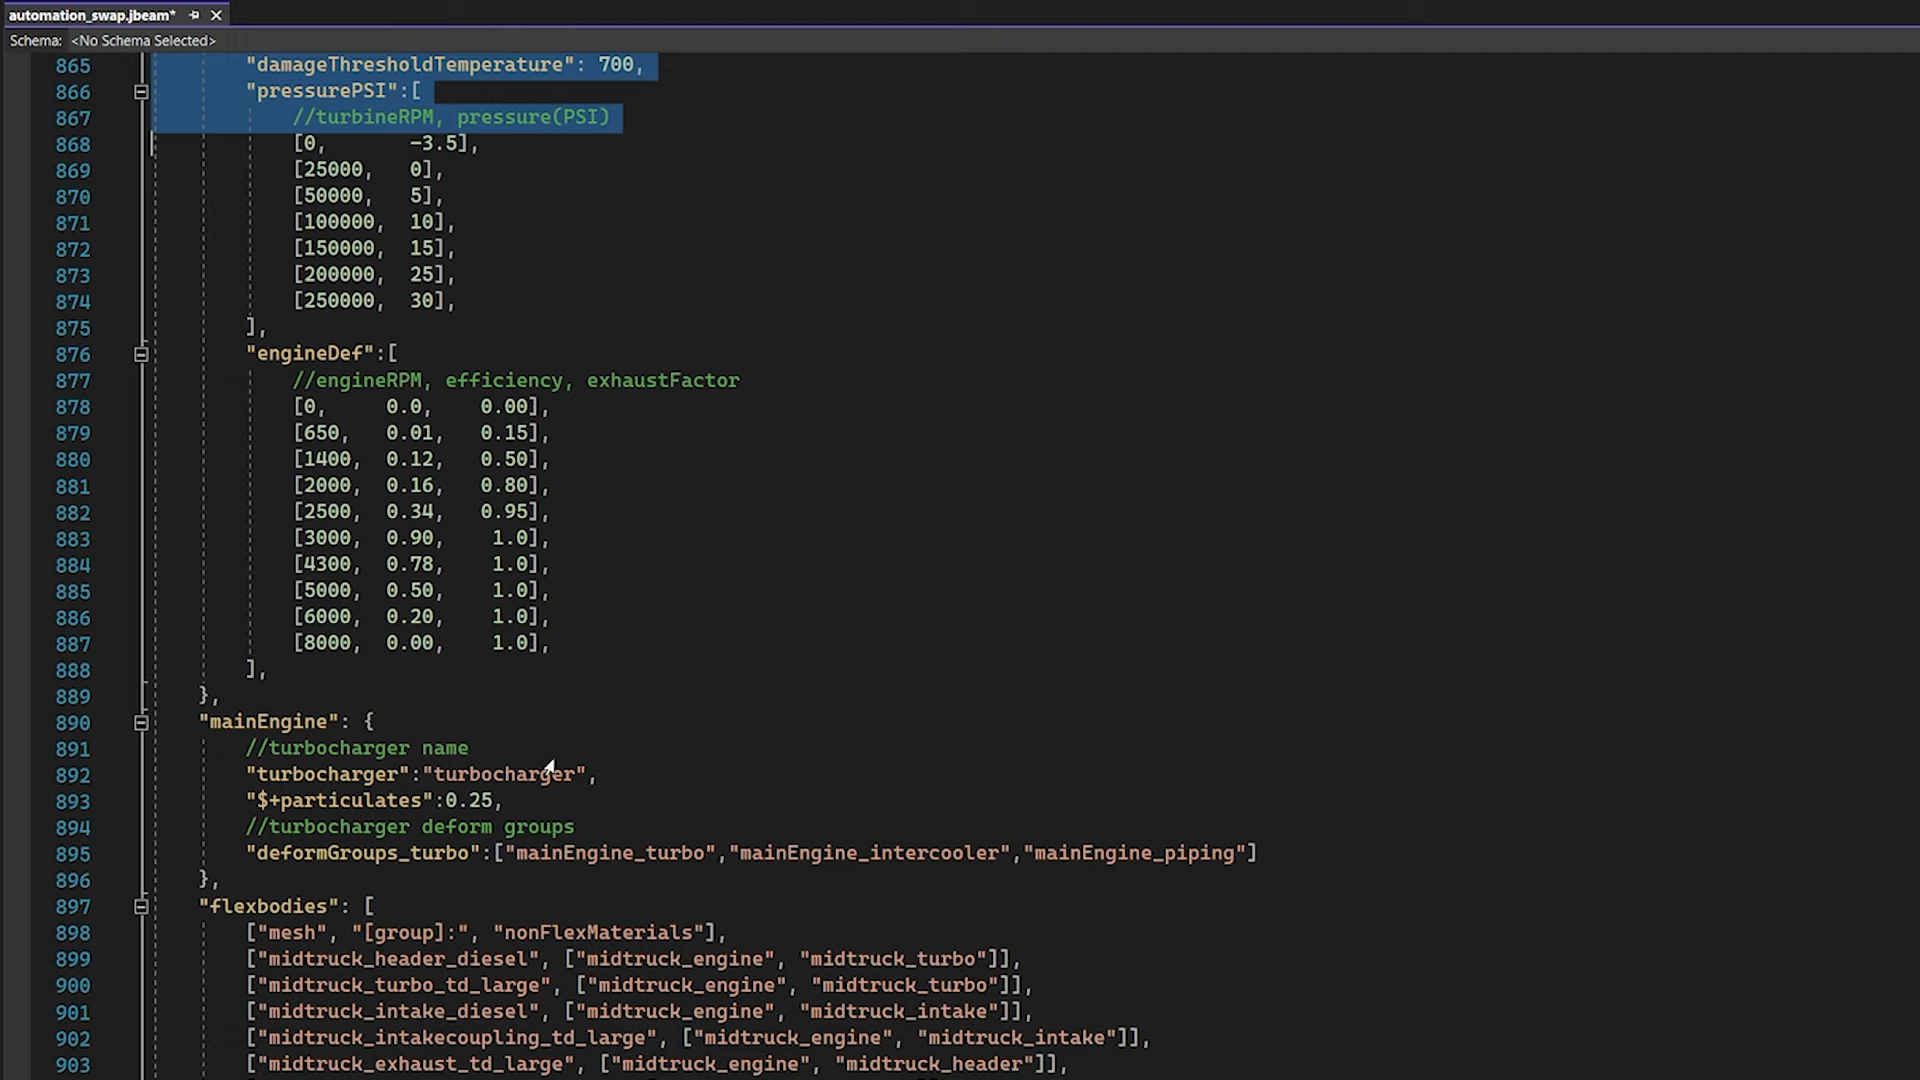 automation_swap.jbeam*
Schema: <No Schema Selected>
865 "damageThresholdTemperature": 700,
866 "pressurePSI":[
867 //turbineRPM, pressure(PSI)
868 [0, -3.5],
869 [25000, 0],
870 [50000, 5],
871 [100000, 10],
872 [150000, 15],
873 [200000, 25],
874 [250000, 30],
875 ],
876 "engineDef":[
877 //engineRPM, efficiency, exhaustFactor
878 [0, 0.0, 0.00],
879 [650, 0.01, 0.15],
880 [1400, 0.12, 0.50],
881 [2000, 0.16, 0.80],
882 [2500, 0.34, 0.95],
883 [3000, 0.90, 1.0],
884 [4300, 0.78, 1.0],
885 [5000, 0.50, 1.0],
886 [6000, 0.20, 1.0],
887 [8000, 0.00, 1.0],
888 ],
889 },
890 "mainEngine": {
891 //turbocharger name
892 "turbocharger":"turbocharger",
893 "$+particulates":0.25,
894 //turbocharger deform groups
895 "deformGroups_turbo":["mainEngine_turbo","mainEngine_intercooler","mainEngine_piping"]
896 },
897 "flexbodies": [
898 ["mesh", "[group]:", "nonFlexMaterials"],
899 ["midtruck_header_diesel", ["midtruck_engine", "midtruck_turbo"]],
900 ["midtruck_turbo_td_large", ["midtruck_engine", "midtruck_turbo"]],
901 ["midtruck_intake_diesel", ["midtruck_engine", "midtruck_intake"]],
902 ["midtruck_intakecoupling_td_large", ["midtruck_engine", "midtruck_intake"]],
903 ["midtruck_exhaust_td_large", ["midtruck_engine", "midtruck_header"]],